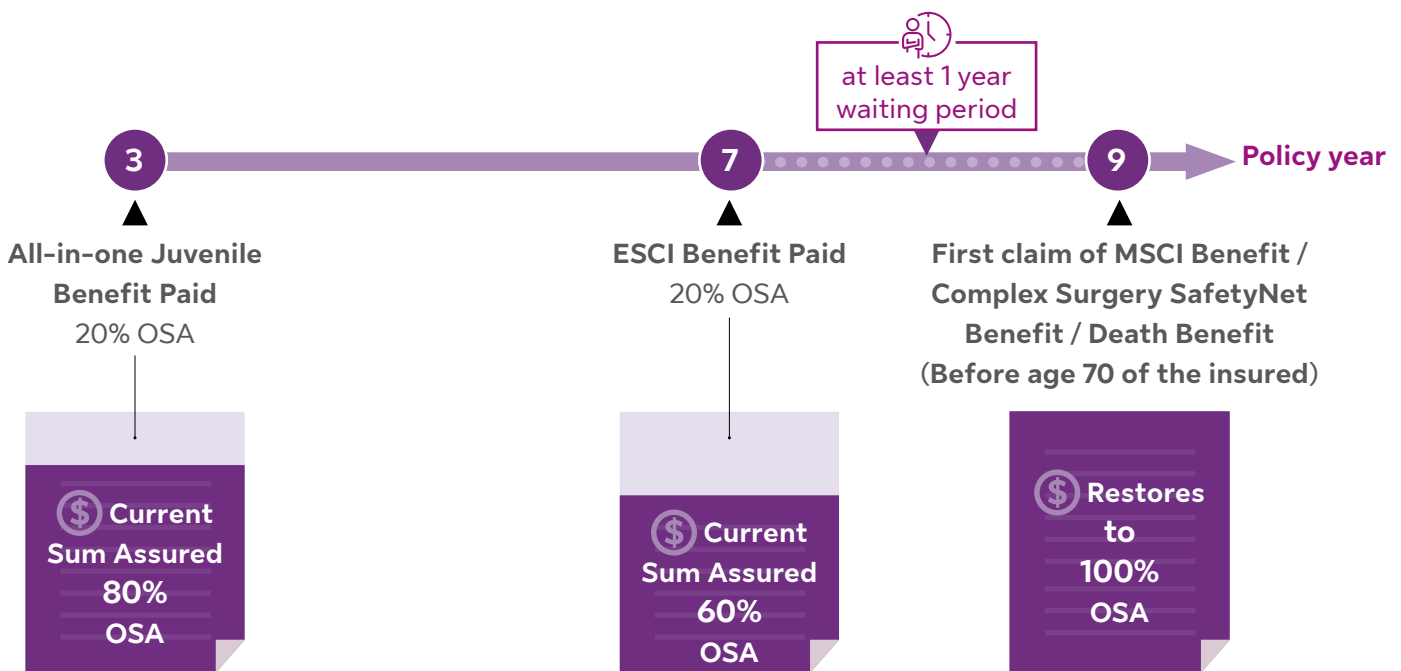 at least 1 year
waiting period
3
7
9
Policy year
All-in-one Juvenile
Benefit Paid
20% OSA
ESCI Benefit Paid
20% OSA
First claim of MSCI Benefit /
Complex Surgery SafetyNet
Benefit / Death Benefit
(Before age 70 of the insured)
$ Current
Sum Assured
80%
OSA
$ Current
Sum Assured
60%
OSA
$ Restores
to
100%
OSA